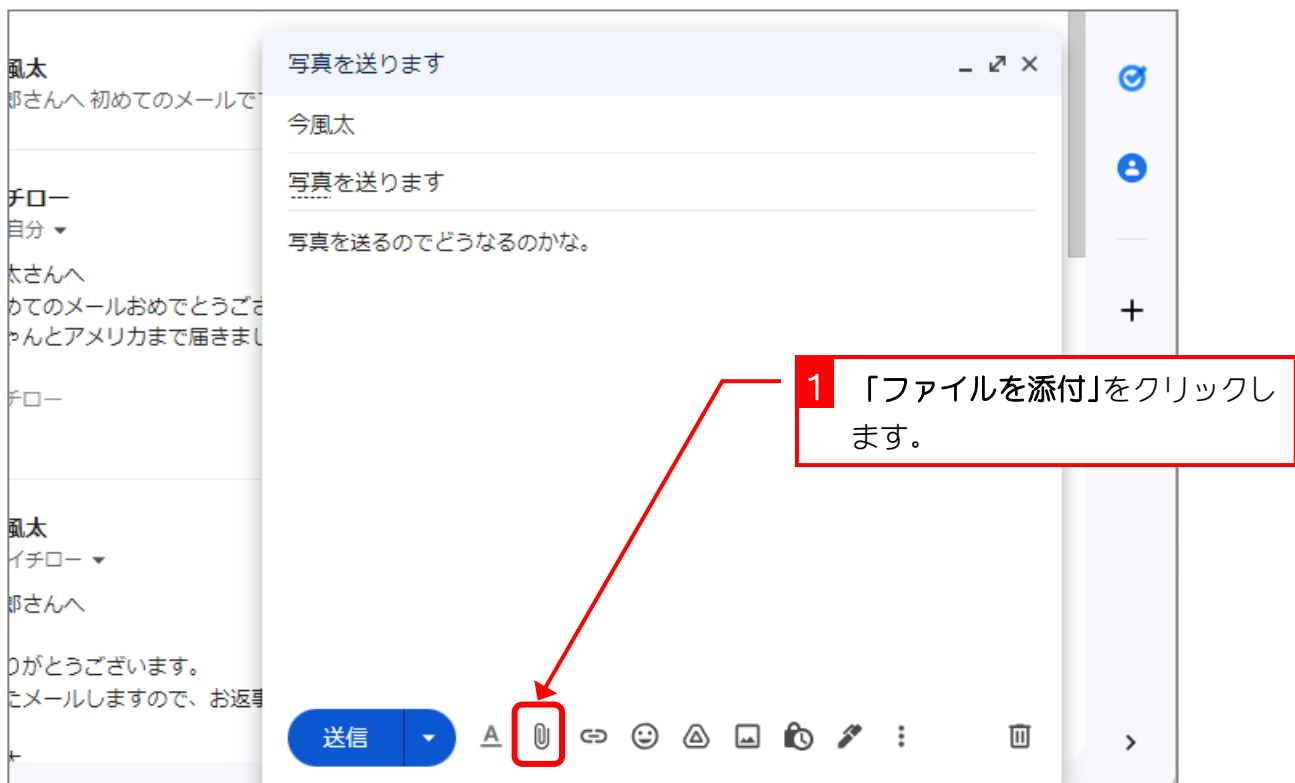 風太
郎さんへ 初めてのメールで
チロー
自分
太さんへ
めてのメールおめでとうござ
ゃんとアメリカまで届きまし
チロー
風太
イチロー
郎さんへ
りがとうございます。
たメールしますので、お返事
写真を送ります
今風太
写真を送ります
写真を送るのでどうなるのかな。
送信
1 「ファイルを添付」をクリックし
ます。